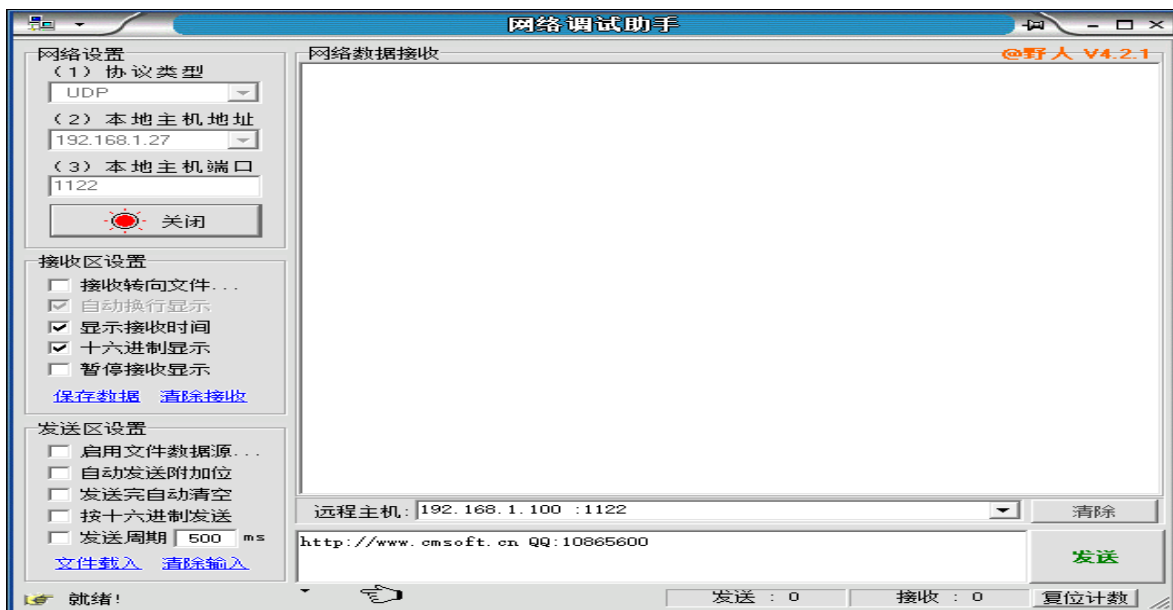 网络调试助手
网络设置
（1）协议类型
UDP
（2）本地主机地址
192.168.1.27
（3）本地主机端口
1122
关闭
接收区设置
接收转向文件...
自动换行显示
显示接收时间
十六进制显示
暂停接收显示
保存数据 清除接收
发送区设置
启用文件数据源...
自动发送附加位
发送完自动清空
按十六进制发送
发送周期 500 ms
文件载入 清除输入
网络数据接收
@野人 V4.2.1
远程主机: 192.168.1.100 :1122
清除
http://www.cmsoft.cn QQ:10865600
发送
就绪!
发送 : 0
接收 : 0
复位计数